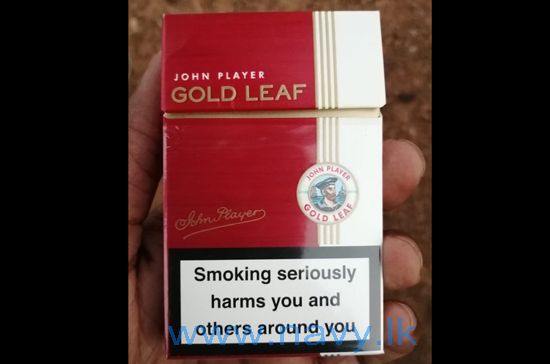 JOHN PLAYER
GOLD LEAF
JOHN PLAYER
GOLD LEAF
John Player
Smoking seriously
harms you and
others around you
www.navy.lk